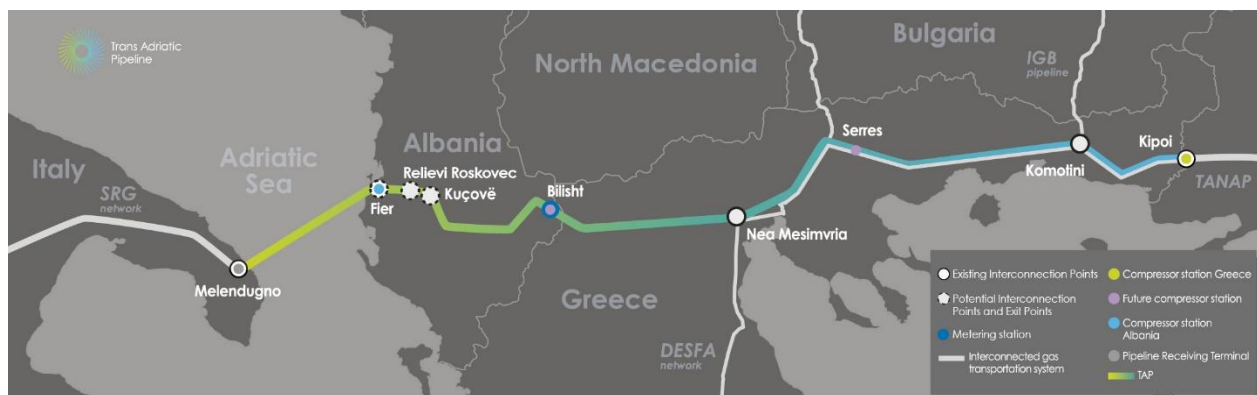 Trans Adriatic
Pipeline
Bulgaria
IGB
pipeline
North Macedonia
Serres
Kipoi
Albania
Komotini
TANAP
Italy
Adriatic
Sea
Relievi Roskovec
SRG
network
Kuçovë
Bilisht
Fier
Nea Mesimvria
Melendugno
Greece
DESFA
network
Existing Interconnection Points
Potential Interconnection
Points and Exit Points
Metering station
Interconnected gas
transportation system
Compressor station Greece
Future compressor station
Compressor station
Albania
Pipeline Receiving Terminal
TAP